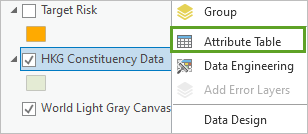 Target Risk
HKG Constituency Data
World Light Gray Canvas
Group
Attribute Table
Data Engineering
Add Error Layers
Data Design